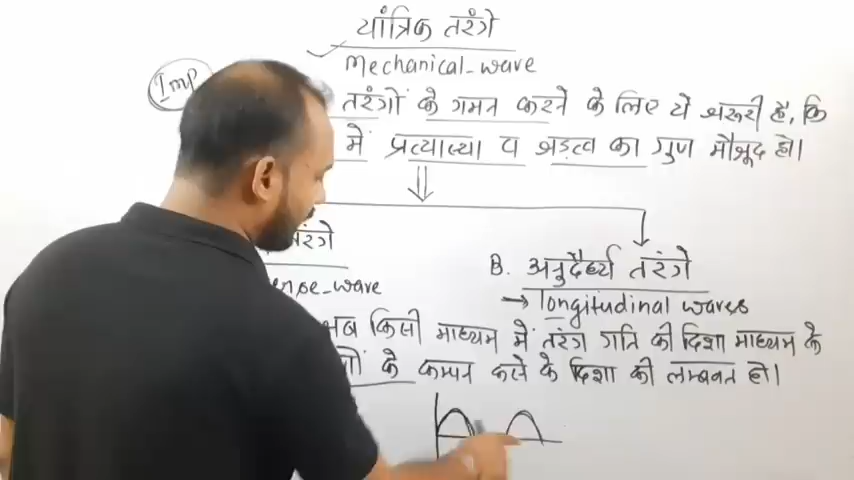 यांत्रिक तरंगे
Mechanical-wave
Imp
तरंगों के गमन करने के लिए ये जरूरी है, कि
में प्रत्यास्था व जड़त्व का गुण मौजूद हो।
तरंगे
B. अनुदैर्ध्य तरंगे
wave
→ longitudinal waves
जब किसी माध्यम में तरंग गति की दिशा माध्यम के
के कम्पन करने के दिशा की लम्बवत हो।